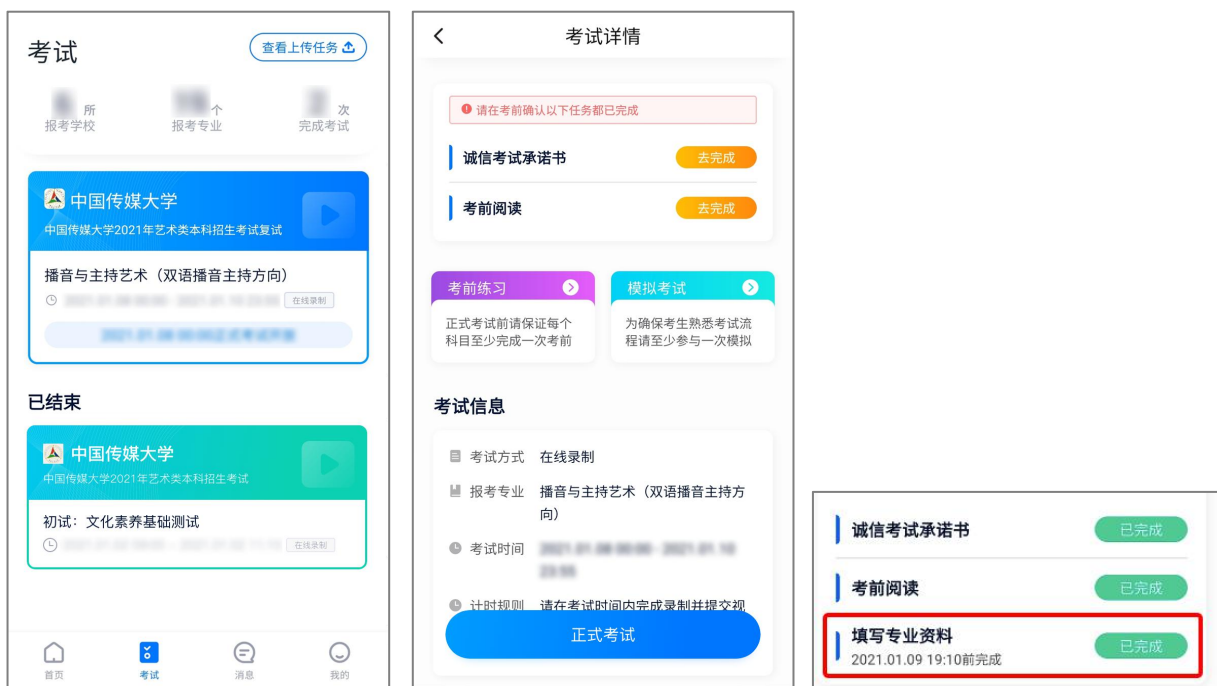 考试
查看上传任务
所
报考学校
个
报考专业
次
完成考试
中国传媒大学
中国传媒大学2021年艺术类本科招生考试复试
播音与主持艺术（双语播音主持方向）
在线录制
已结束
中国传媒大学
中国传媒大学2021年艺术类本科招生考试
初试：文化素养基础测试
在线录制
首页
考试
消息
我的
考试详情
请在考前确认以下任务都已完成
诚信考试承诺书
去完成
考前阅读
去完成
考前练习
正式考试前请保证每个
科目至少完成一次考前
模拟考试
为确保考生熟悉考试流
程请至少参与一次模拟
考试信息
考试方式 在线录制
报考专业 播音与主持艺术（双语播音主持方
向）
考试时间
计时规则 请在考试时间内完成录制并提交视
正式考试
诚信考试承诺书
已完成
考前阅读
已完成
填写专业资料
2021.01.09 19:10前完成
已完成